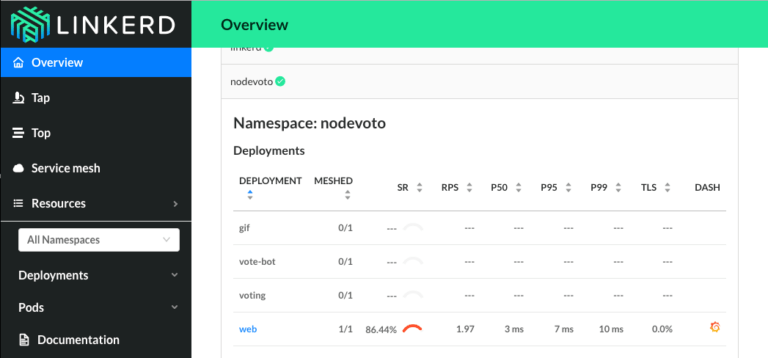 LINKERD
Overview
Overview
linkerd
Tap
nodevoto
Top
Namespace: nodevoto
Service mesh
Deployments
Resources
DEPLOYMENT MESHED SR RPS P50 P95 P99 TLS DASH
All Namespaces
gif 0/1 --- --- --- --- --- ---
Deployments
vote-bot 0/1 --- --- --- --- --- ---
Pods
voting 0/1 --- --- --- --- --- ---
Documentation
web 1/1 86.44% 1.97 3 ms 7 ms 10 ms 0.0%